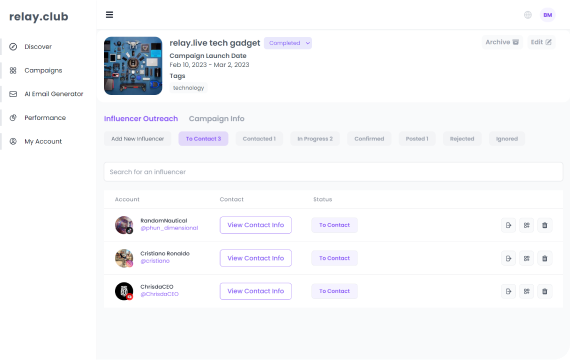 relay.club
BM
Discover
Campaigns
AI Email Generator
Performance
My Account
relay.live tech gadget
Completed
Archive
Edit
Campaign Launch Date
Feb 10, 2023 - Mar 2, 2023
Tags
technology
Influencer Outreach
Campaign Info
Add New Influencer
To Contact 3
Contacted 1
In Progress 2
Confirmed
Posted 1
Rejected
Ignored
Search for an influencer
Account
Contact
Status
RandomNautical
@phun_dimensional
View Contact Info
To Contact
Cristiano Ronaldo
@cristiano
View Contact Info
To Contact
ChrisdaCEO
@ChrisdaCEO
View Contact Info
To Contact